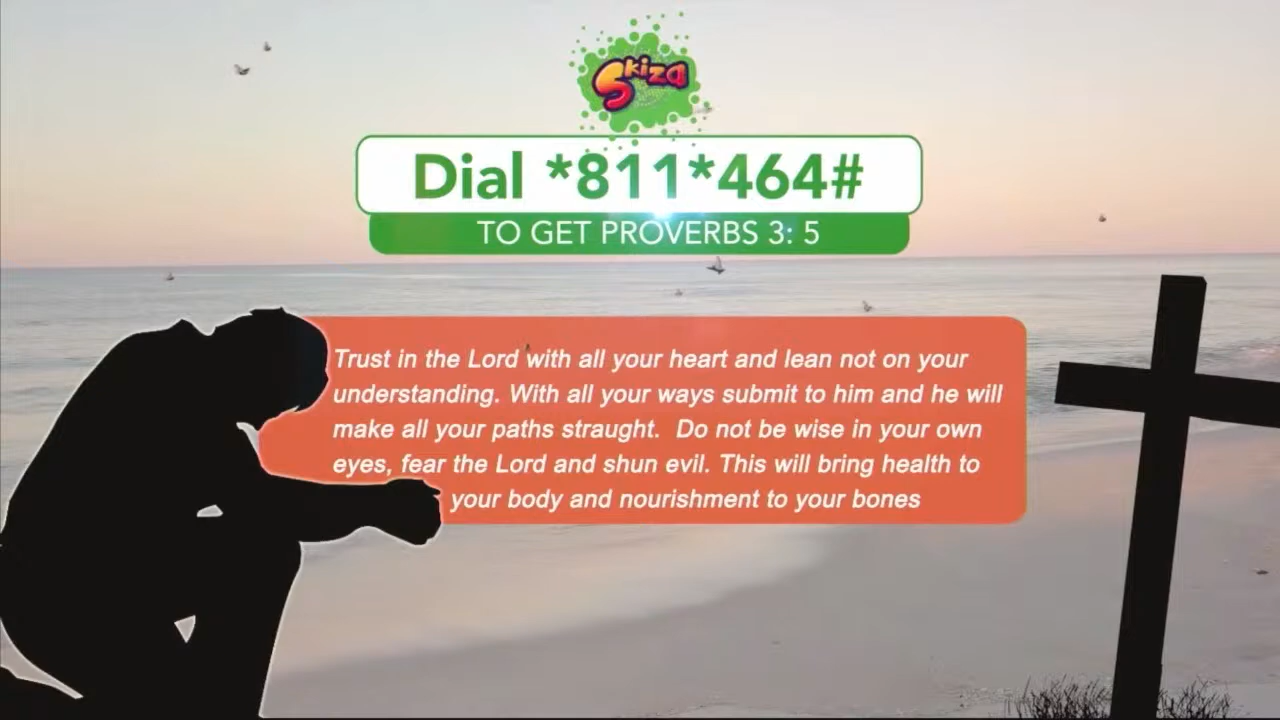 Skiza
Dial *811*464#
TO GET PROVERBS 3: 5
Trust in the Lord with all your heart and lean not on your
understanding. With all your ways submit to him and he will
make all your paths straught. Do not be wise in your own
eyes, fear the Lord and shun evil. This will bring health to
your body and nourishment to your bones